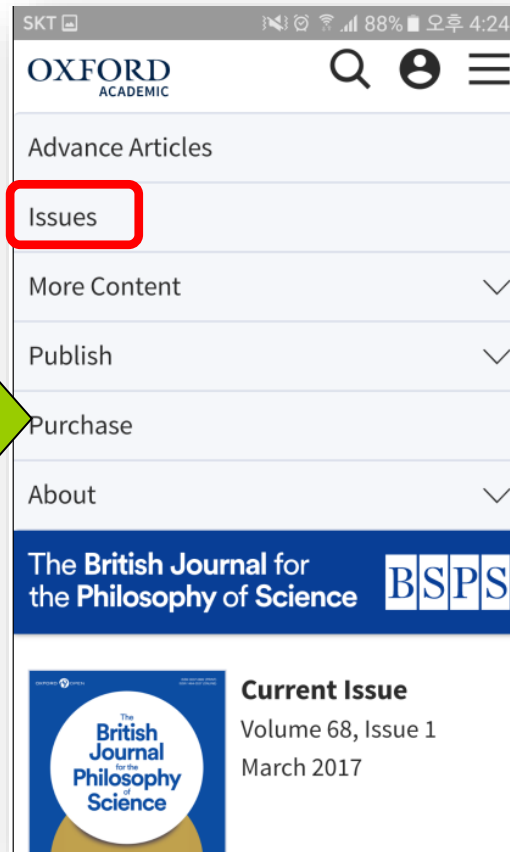 SKT 88% 오후 4:24
OXFORD
ACADEMIC
Advance Articles
Issues
More Content
Publish
Purchase
About
The British Journal for
the Philosophy of Science
BSPS
Current Issue
Volume 68, Issue 1
March 2017
The
British
Journal
for the
Philosophy
of
Science